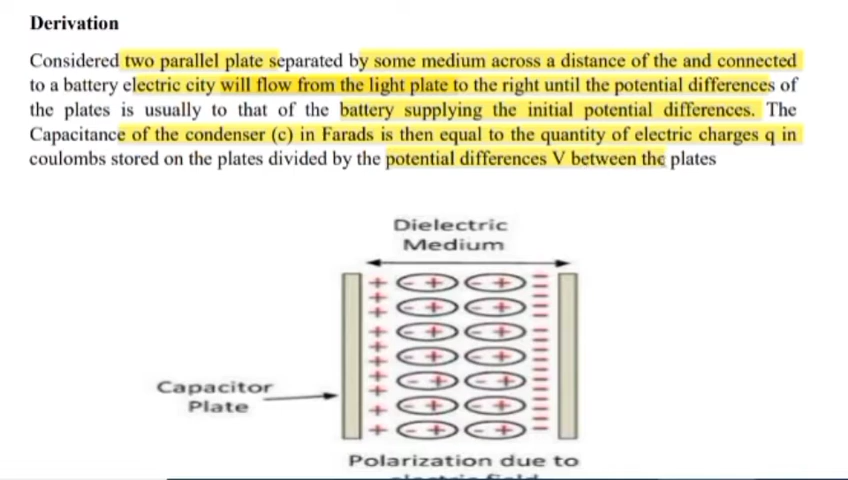 Derivation
Considered two parallel plate separated by some medium across a distance of the and connected
to a battery electric city will flow from the light plate to the right until the potential differences of
the plates is usually to that of the battery supplying the initial potential differences. The
Capacitance of the condenser (c) in Farads is then equal to the quantity of electric charges q in
coulombs stored on the plates divided by the potential differences V between the plates
Dielectric
Medium
+ - + - + −
+ - + - + −
+ - + - + −
+ - + - + −
+ - + - + −
+ - + - + −
+ - + - + −
Capacitor
Plate
Polarization due to
electric field